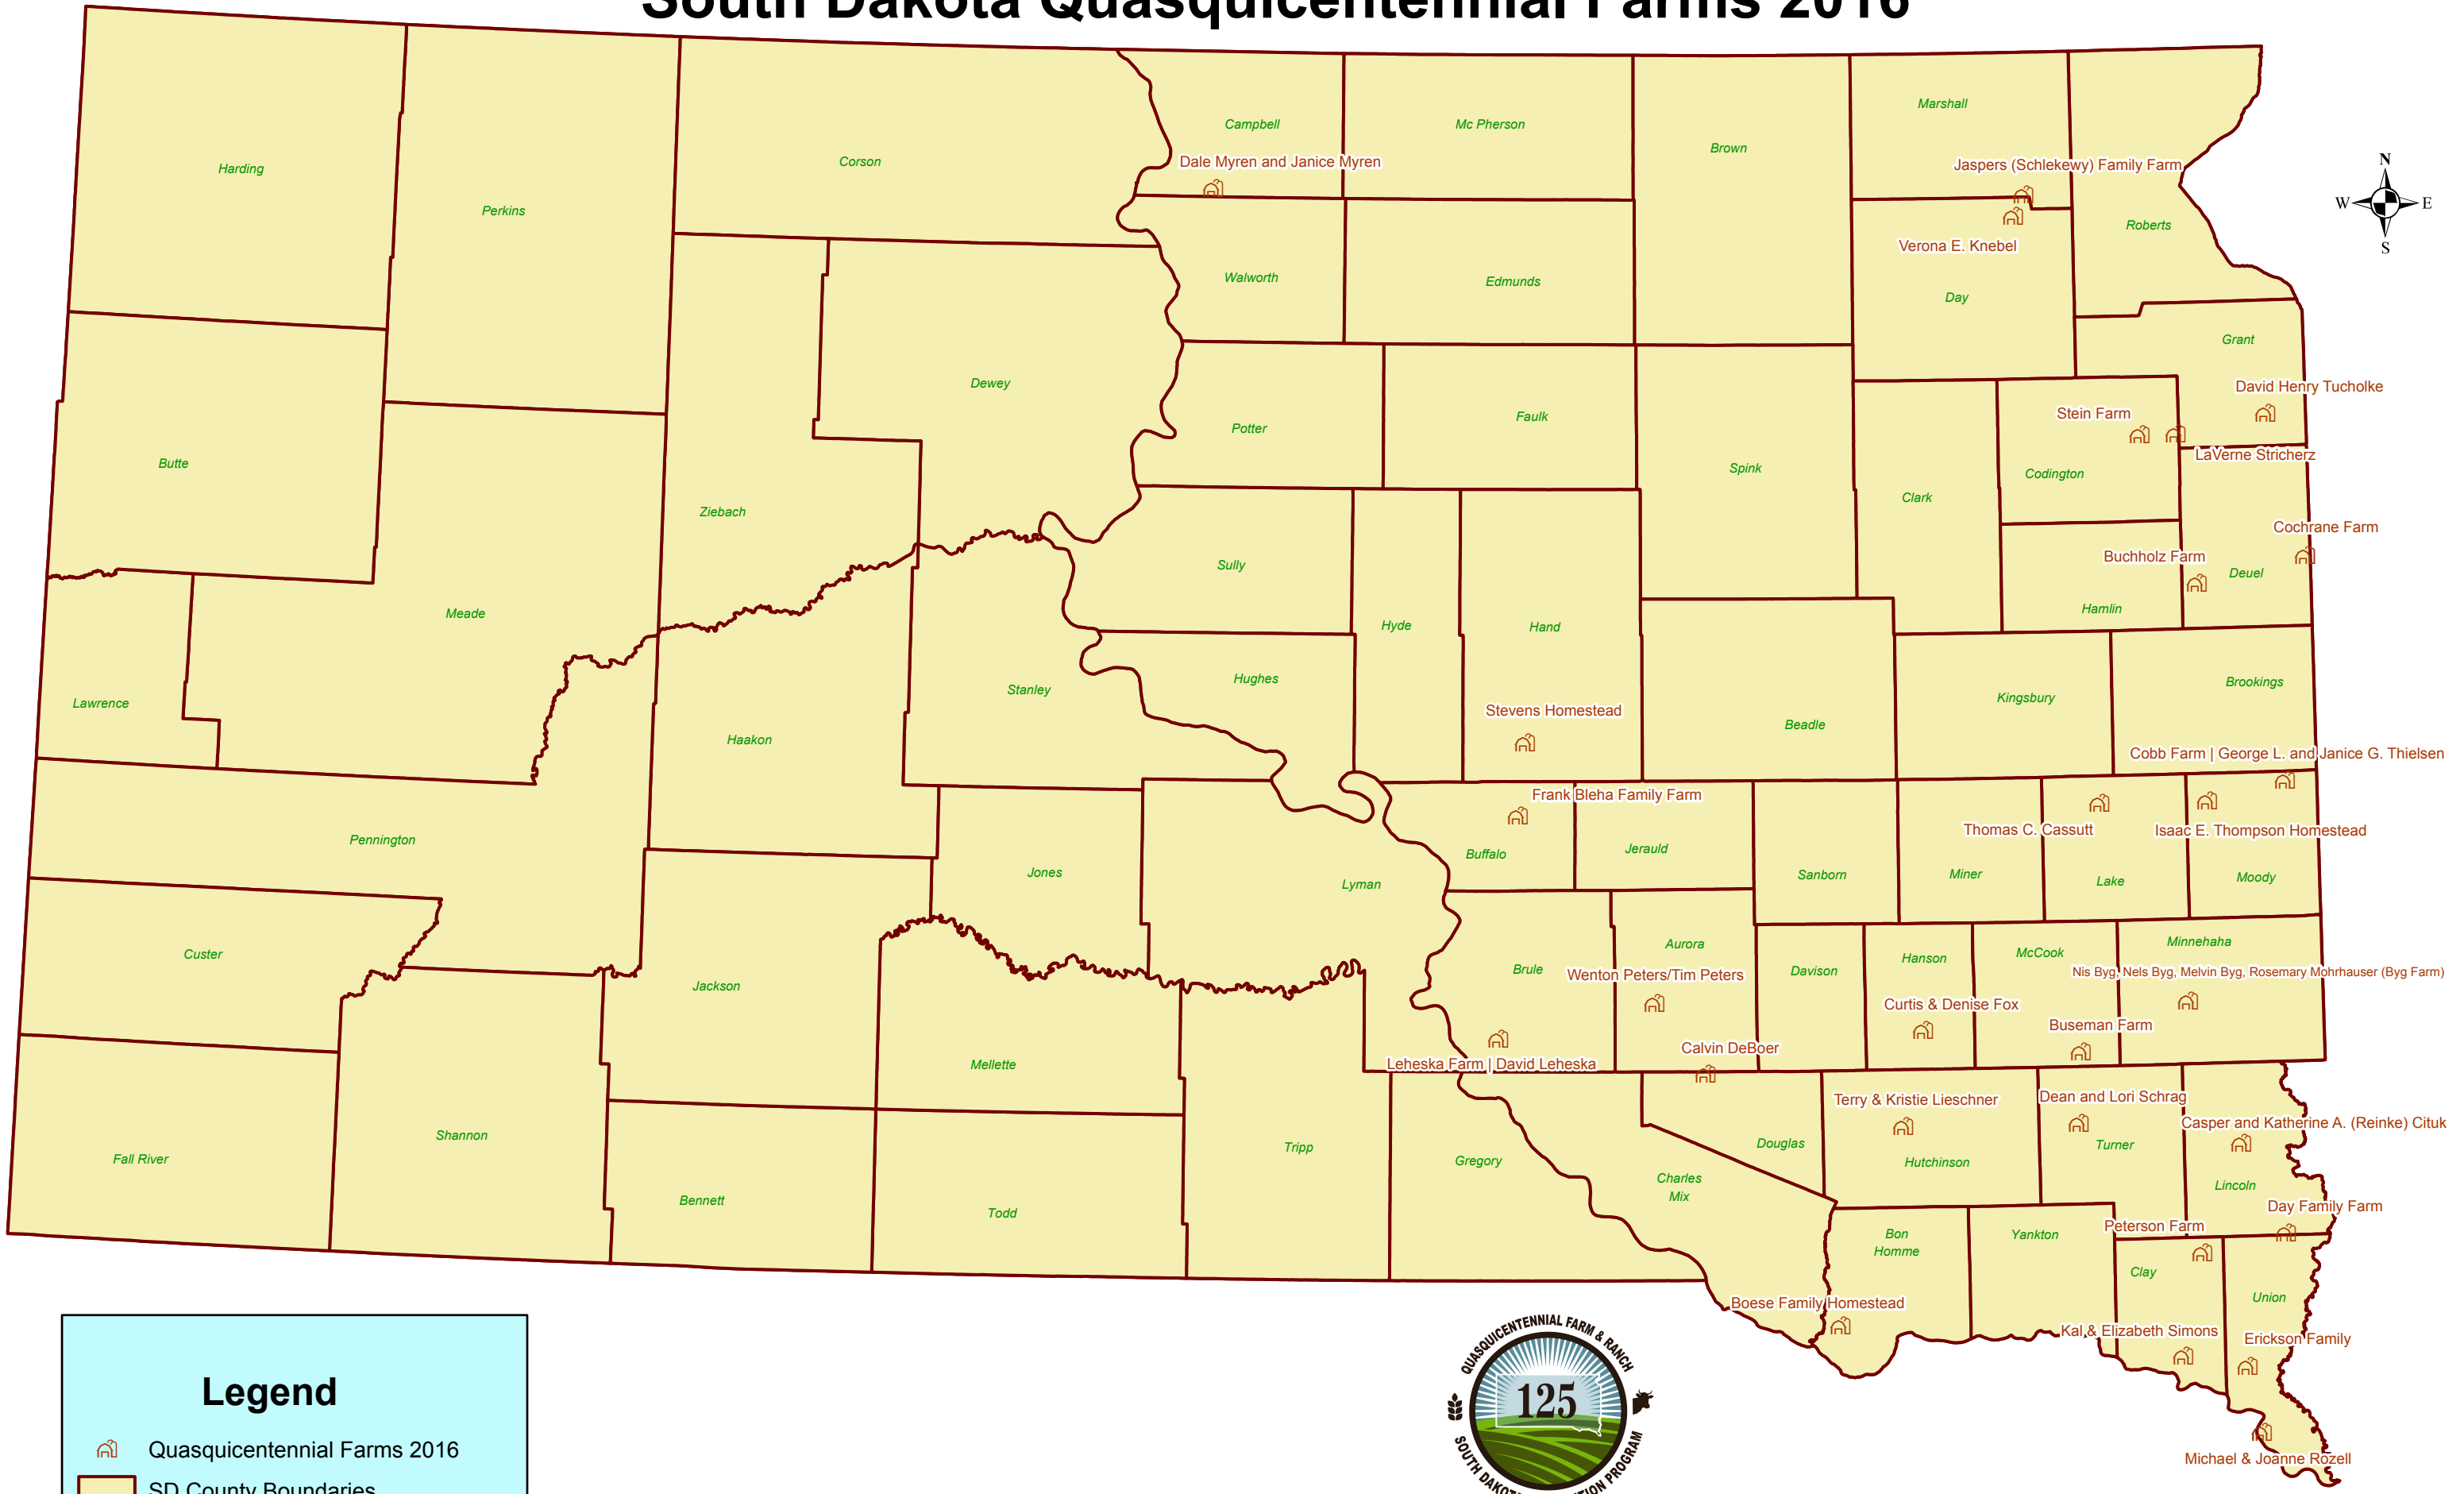 South Dakota Quasquicentennial Farms 2016
Harding
Perkins
Corson
Campbell
Dale Myren and Janice Myren
Mc Pherson
Brown
Marshall
Jaspers (Schlekewy) Family Farm
Roberts
N
W E
S
Verona E. Knebel
Day
Walworth
Edmunds
Grant
David Henry Tucholke
Dewey
Potter
Faulk
Stein Farm
LaVerne Stricherz
Butte
Spink
Codington
Clark
Ziebach
Cochrane Farm
Buchholz Farm
Sully
Deuel
Meade
Hyde
Hand
Hamlin
Lawrence
Stanley
Hughes
Brookings
Kingsbury
Stevens Homestead
Beadle
Haakon
Cobb Farm | George L. and Janice G. Thielsen
Frank Bleha Family Farm
Thomas C. Cassutt
Isaac E. Thompson Homestead
Pennington
Buffalo
Jerauld
Jones
Lyman
Sanborn
Miner
Lake
Moody
Custer
Aurora
Minnehaha
McCook
Hanson
Brule
Wenton Peters/Tim Peters
Davison
Nis Byg, Nels Byg, Melvin Byg, Rosemary Mohrhauser (Byg Farm)
Jackson
Curtis & Denise Fox
Buseman Farm
Calvin DeBoer
Mellette
Leheska Farm | David Leheska
Terry & Kristie Lieschner
Dean and Lori Schrag
Casper and Katherine A. (Reinke) Cituk
Shannon
Fall River
Tripp
Gregory
Douglas
Turner
Hutchinson
Charles
Mix
Lincoln
Bennett
Todd
Day Family Farm
Peterson Farm
Bon
Homme
Yankton
Clay
Union
Boese Family Homestead
Kal & Elizabeth Simons
Erickson Family
Michael & Joanne Rozell
Legend
Quasquicentennial Farms 2016
SD County Boundaries
QUASQUICENTENNIAL FARM & RANCH
125
SOUTH DAKOTA
PROGRAM